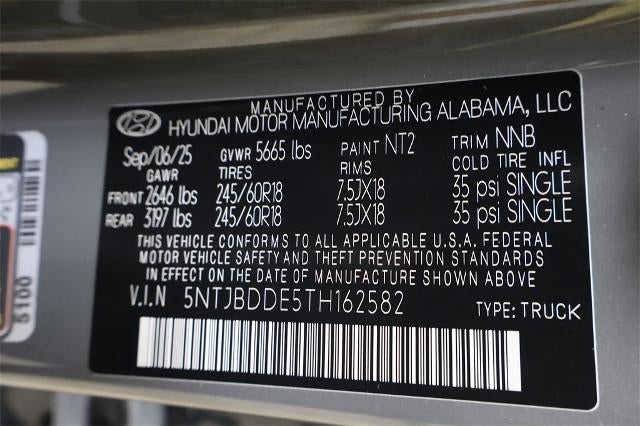 MANUFACTURED BY
HYUNDAI MOTOR MANUFACTURING ALABAMA, LLC
Sep/06/25 GVWR 5665 lbs PAINT NT2 TRIM NNB
GAWR TIRES RIMS COLD TIRE INFL
FRONT 2646 lbs 245/60R18 7.5JX18 35 psi SINGLE
REAR 3197 lbs 245/60R18 7.5JX18 35 psi SINGLE
THIS VEHICLE CONFORMS TO ALL APPLICABLE U.S.A. FEDERAL
MOTOR VEHICLE SAFETY AND THEFT PREVENTION STANDARDS
IN EFFECT ON THE DATE OF MANUFACTURE SHOWN ABOVE
V.I.N 5NTJBDDE5TH162582 TYPE: TRUCK
5100